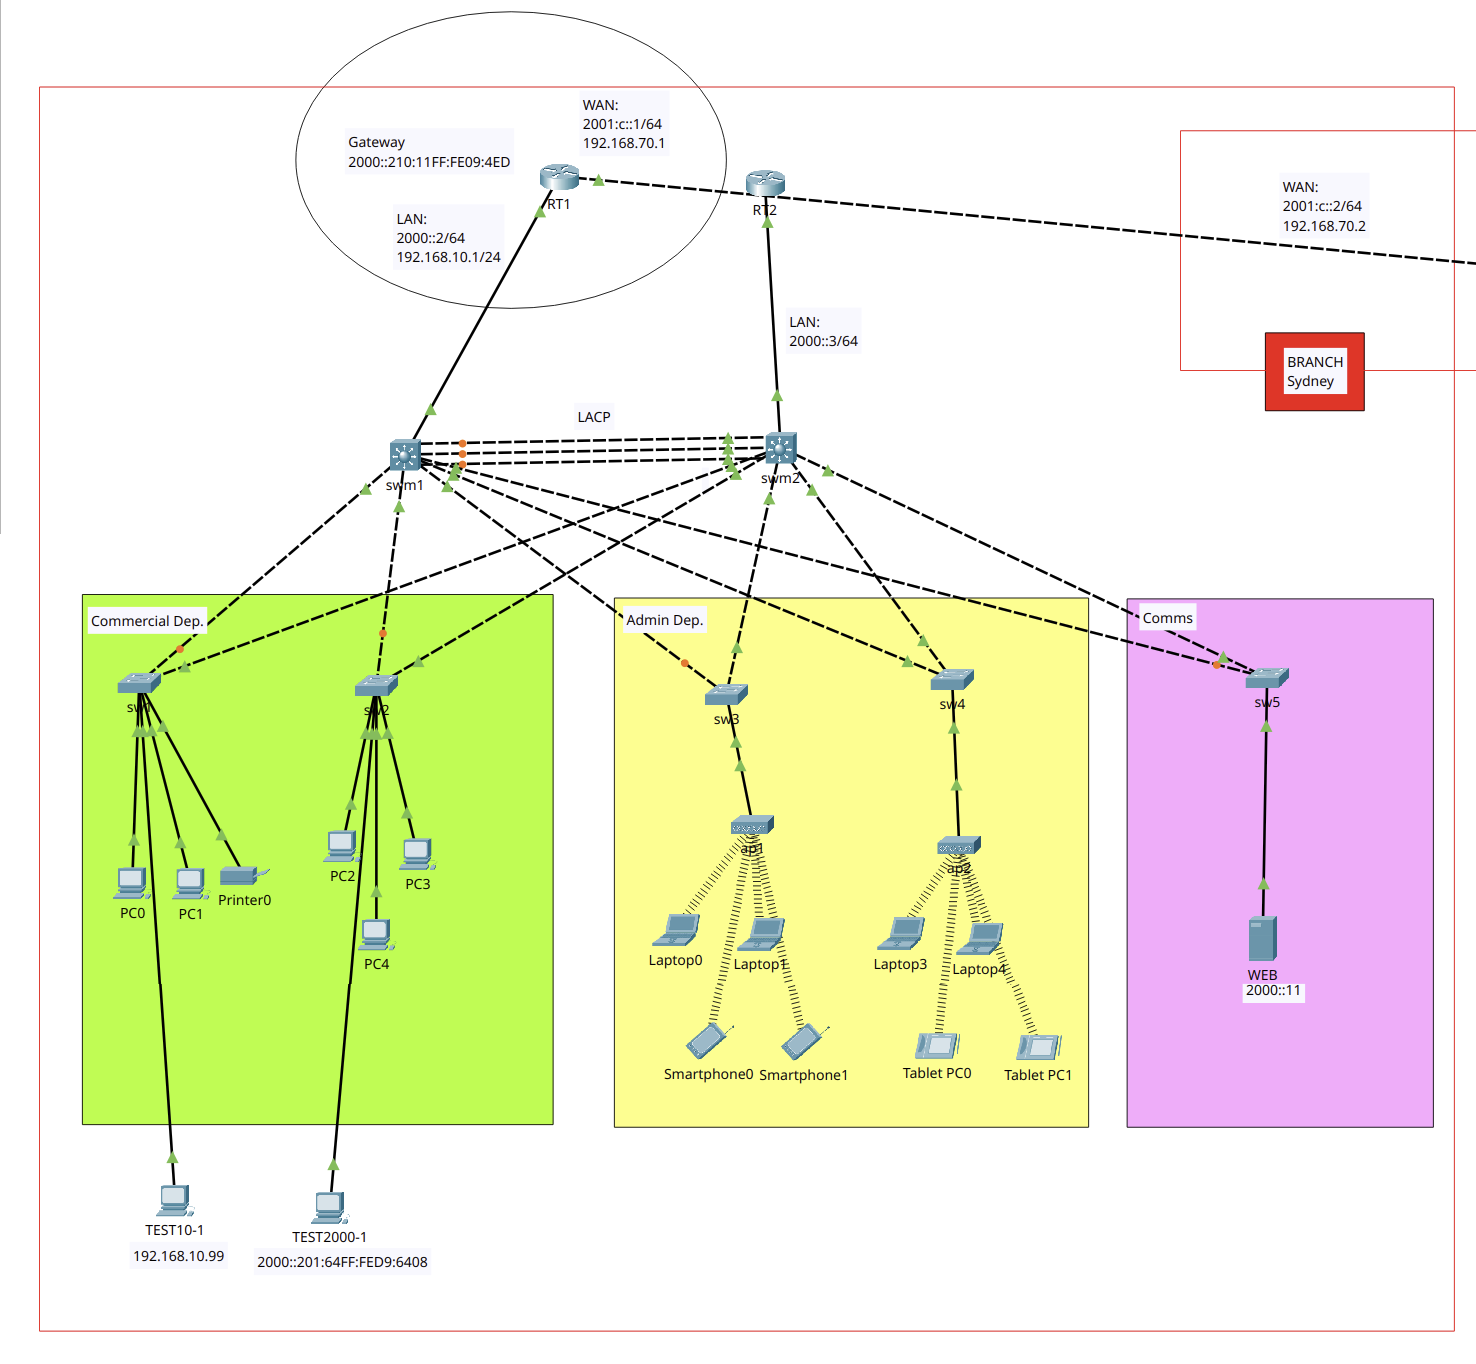 WAN:
2001:c::1/64
192.168.70.1
Gateway
2000::210:11FF:FE09:4ED
RT1
RT2
LAN:
2000::2/64
192.168.10.1/24
WAN:
2001:c::2/64
192.168.70.2
LAN:
2000::3/64
BRANCH
Sydney
LACP
swm1
swm2
Commercial Dep.
Admin Dep.
Comms
sw1
sw2
sw3
sw4
sw5
ap1
ap2
PC0
PC1
Printer0
PC2
PC3
PC4
Laptop0
Laptop1
Laptop3
Laptop4
WEB
2000::11
Smartphone0
Smartphone1
Tablet PC0
Tablet PC1
TEST10-1
192.168.10.99
TEST2000-1
2000::201:64FF:FED9:6408